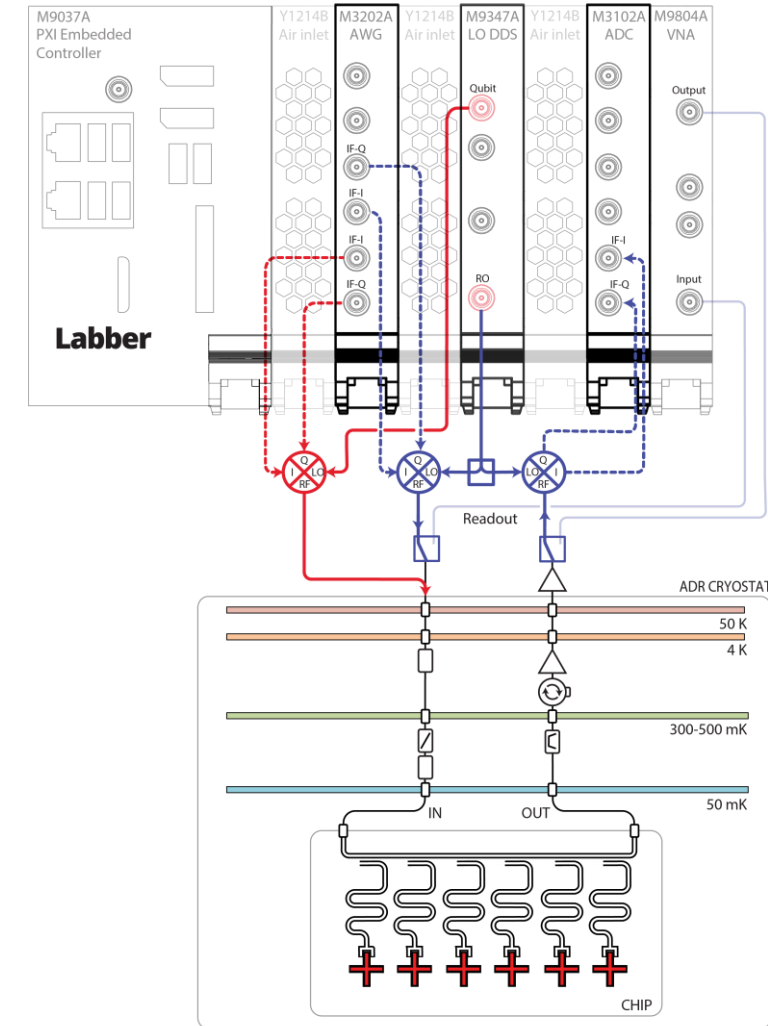 M9037A
PXI Embedded
Controller
Y1214B
Air inlet
M3202A
AWG
Y1214B
Air inlet
M9347A
LO DDS
Y1214B
Air inlet
M3102A
ADC
M9804A
VNA
Qubit
Output
IF-Q
IF-I
IF-I
IF-Q
RO
IF-I
IF-Q
Input
Labber
Q
I LO
RF
Q
I LO
RF
Q
LO I
RF
Readout
ADR CRYOSTAT
50 K
4 K
300-500 mK
50 mK
IN
OUT
CHIP